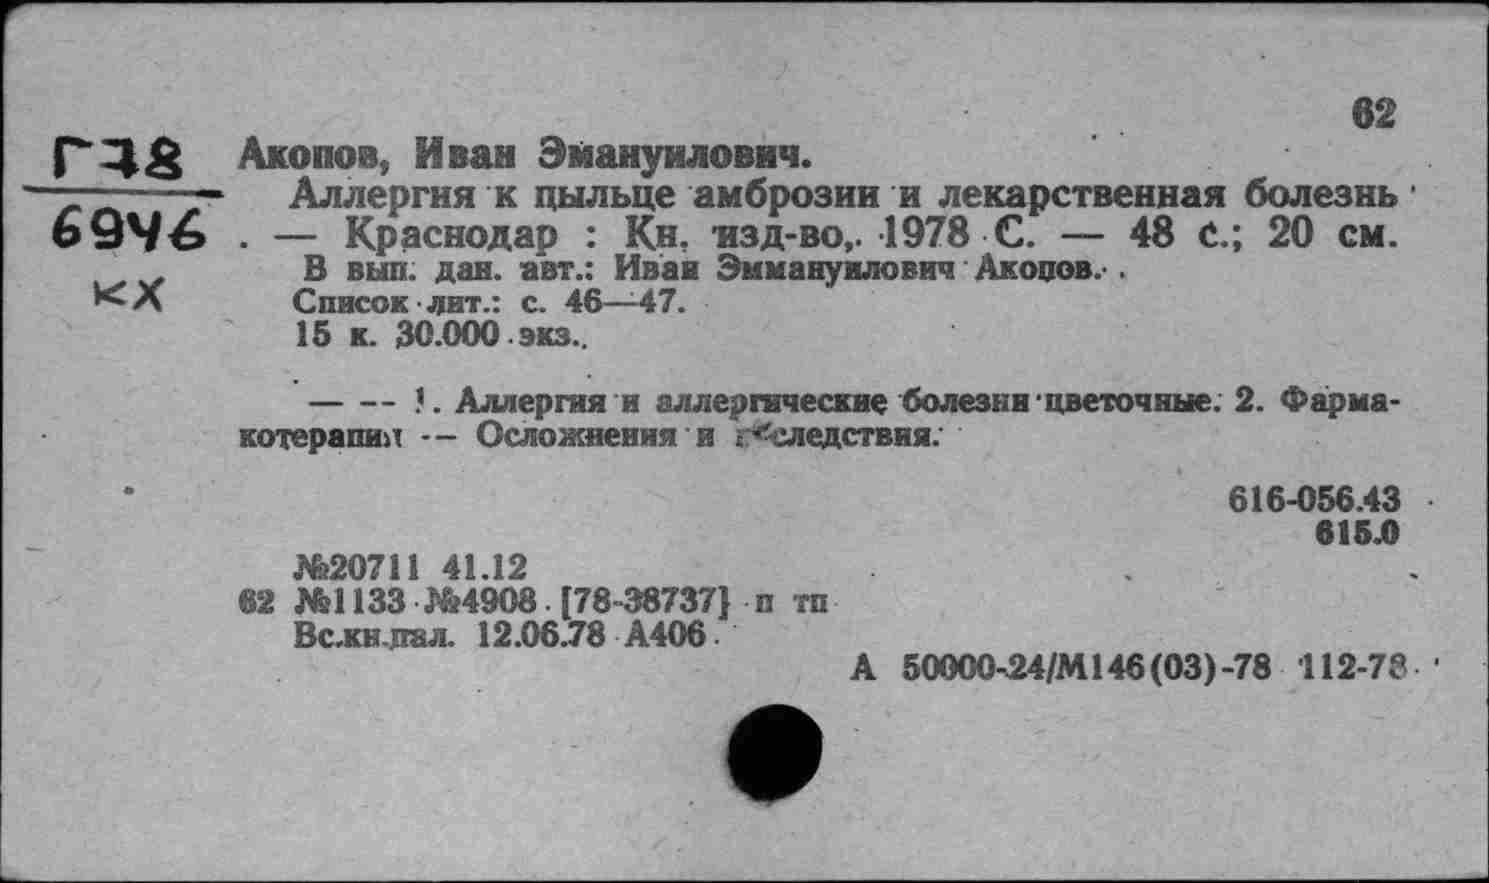 62
Г78 Акопов, Иван Эмануилович.
Аллергия к пыльце амброзии и лекарственная болезнь
6946 . — Краснодар : Кн. изд-во, 1978 С. — 48 с.; 20 см.
В вып. дан. авт.: Иван Эммануилович Акопов.
КХ Список лит.: с. 46—47.
15 к. 30.000 экз..
— — — 1. Аллергия и аллергические болезни цветочные. 2. Фарма-
котерапия — Осложнения и
616-056.43
615.0
№20711 41.12
62 №1133 №4908 [78-38737] п тп
Вс.кн.пал. 12.06.78 А406
А 50000-24/М146(03)-78 112-78